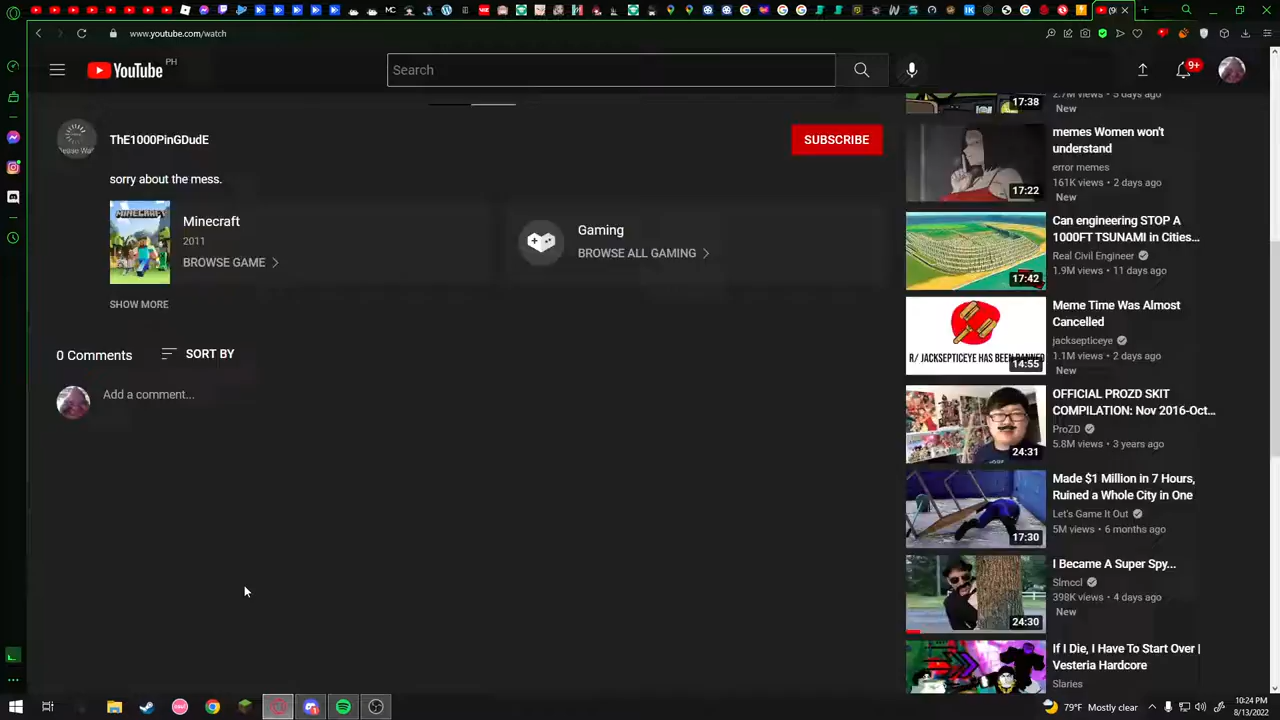 www.youtube.com/watch
YouTube PH
Search
9+
ThE1000PinGDudE
SUBSCRIBE
sorry about the mess.
Minecraft
2011
BROWSE GAME
Gaming
BROWSE ALL GAMING
SHOW MORE
0 Comments
SORT BY
Add a comment...
17:38
New
17:22
memes Women won't
understand
error memes
161K views • 2 days ago
New
17:42
Can engineering STOP A
1000FT TSUNAMI in Cities...
Real Civil Engineer
1.9M views • 11 days ago
R/ JACKSEPTICEYE HAS BEEN BANNED
14:55
Meme Time Was Almost
Cancelled
jacksepticeye
1.1M views • 2 days ago
New
24:31
OFFICIAL PROZD SKIT
COMPILATION: Nov 2016-Oct...
ProZD
5.8M views • 3 years ago
17:30
Made $1 Million in 7 Hours,
Ruined a Whole City in One
Let's Game It Out
5M views • 6 months ago
24:30
I Became A Super Spy...
Slmccl
398K views • 4 days ago
New
If I Die, I Have To Start Over |
Vesteria Hardcore
Slaries
79°F Mostly clear
10:24 PM
8/13/2022